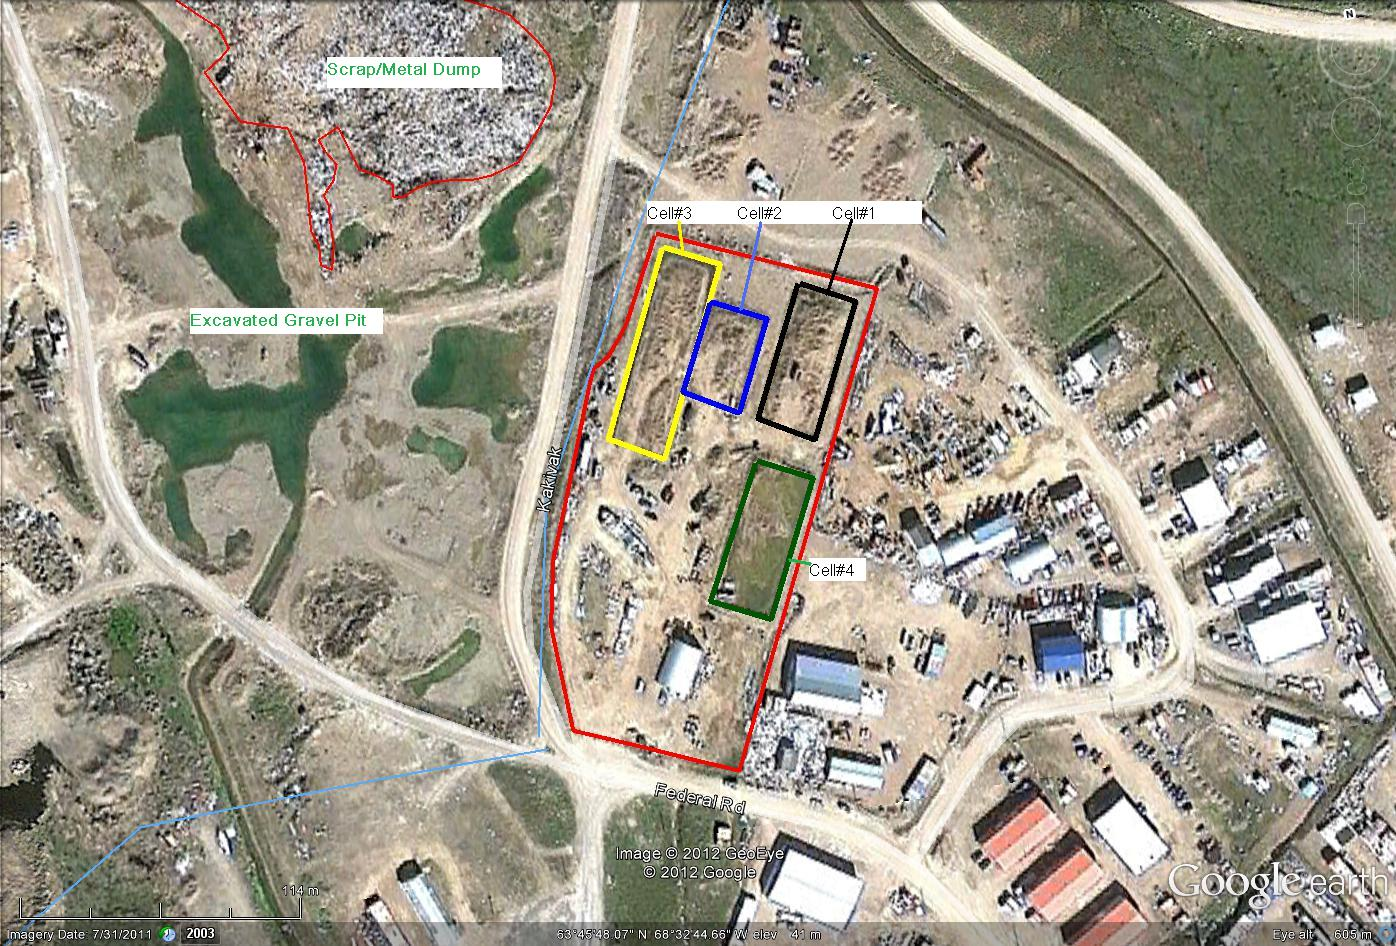 N
Scrap/Metal Dump
Cell#3
Cell#2
Cell#1
Excavated Gravel Pit
Kakivak
Cell#4
Federal Rd
Image © 2012 GeoEye
© 2012 Google
Google earth
114 m
Imagery Date: 7/31/2011
2003
63°45'48.07" N 68°32'44.66" W elev 41 m
Eye alt 605 m